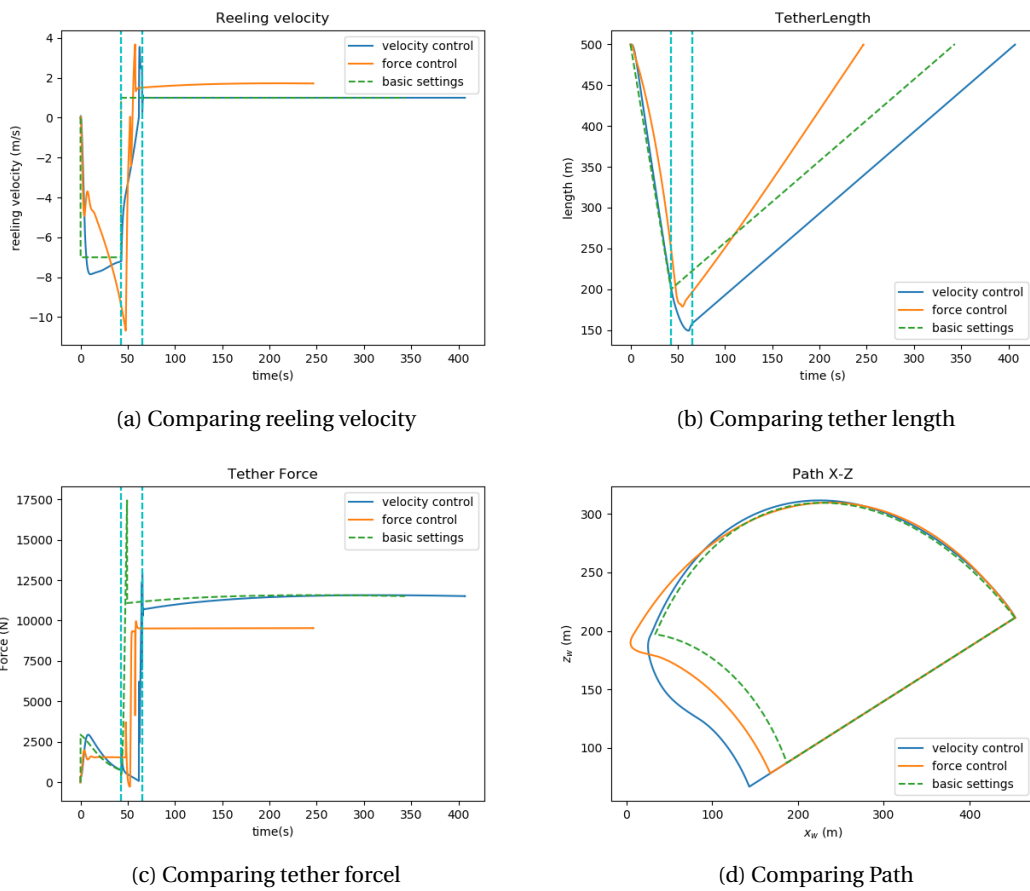 Reeling velocity
4
2
0
−2
−4
−6
−8
−10
reeling velocity (m/s)
velocity control
force control
basic settings
0 50 100 150 200 250 300 350 400
time(s)
(a) Comparing reeling velocity
TetherLength
500
450
400
350
300
250
200
150
length (m)
velocity control
force control
basic settings
0 50 100 150 200 250 300 350 400
time (s)
(b) Comparing tether length
Tether Force
17500
15000
12500
10000
7500
5000
2500
0
Force (N)
velocity control
force control
basic settings
0 50 100 150 200 250 300 350 400
time(s)
(c) Comparing tether forcel
Path X-Z
300
250
200
150
100
z_w (m)
velocity control
force control
basic settings
0 100 200 300 400
x_w (m)
(d) Comparing Path